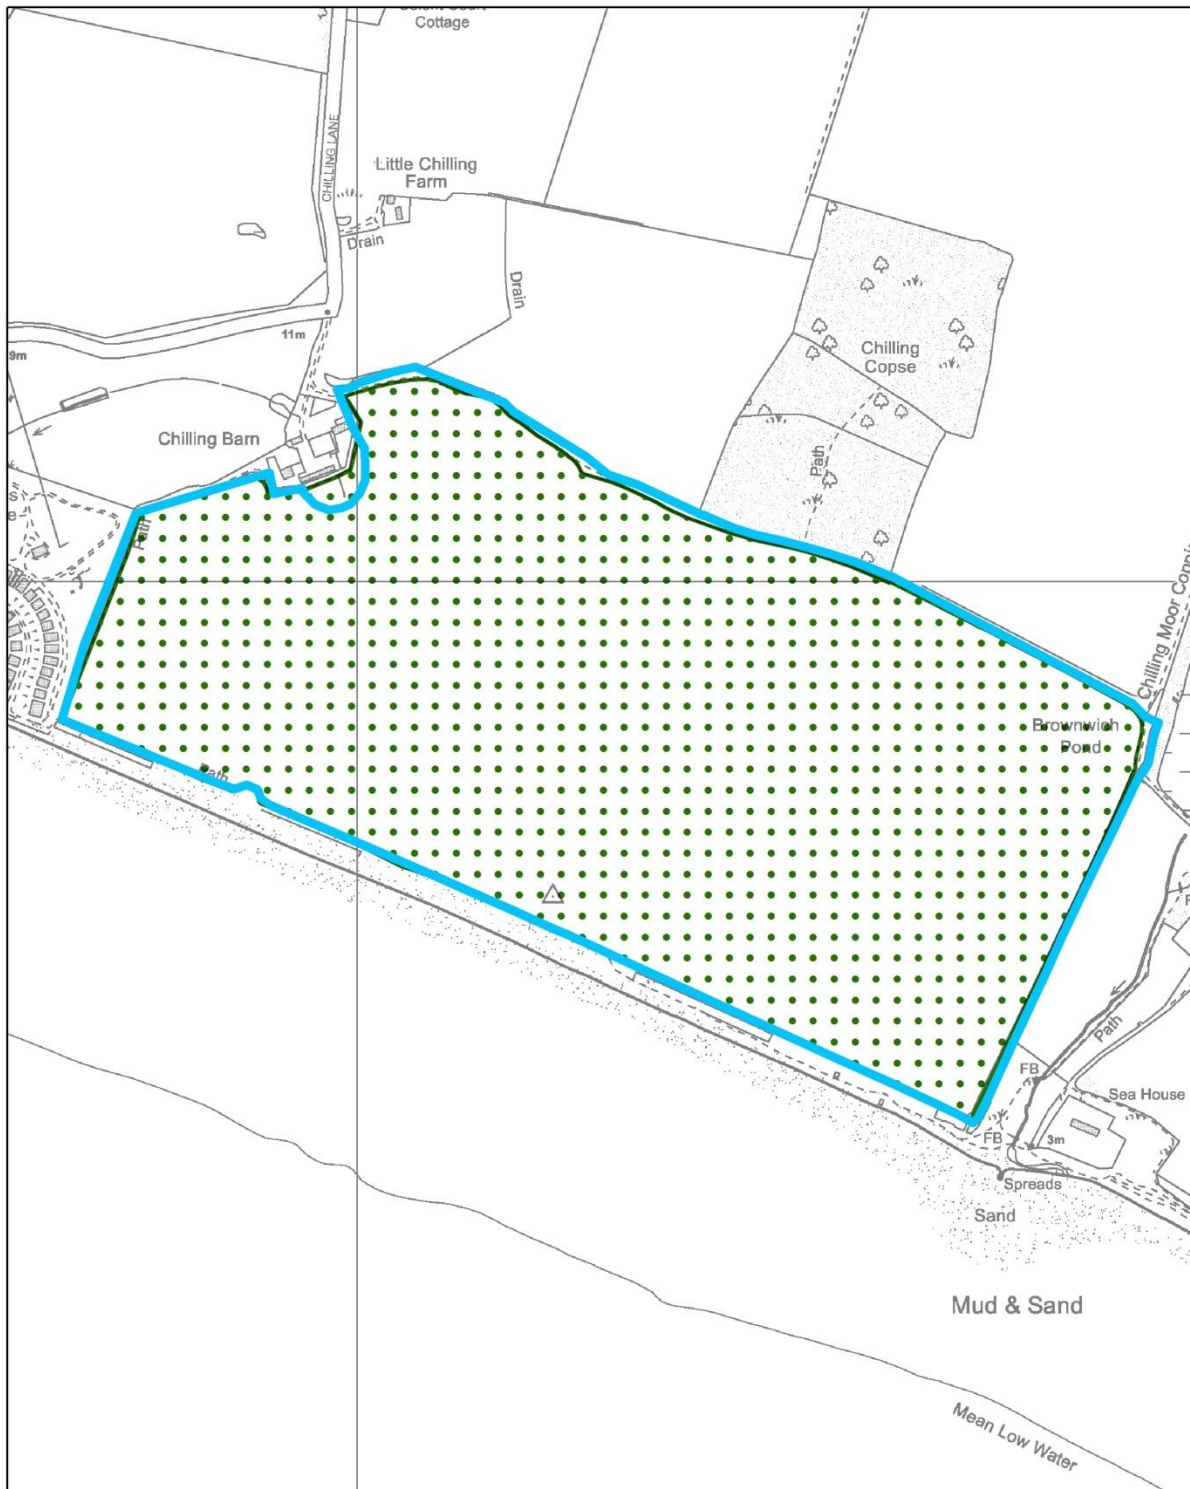 Cottage
CHILLING LANE
Little Chilling
Farm
Drain
Drain
11m
9m
Chilling
Copse
Chilling Barn
Path
Path
Chilling Moor
Brownwich
Pond
Path
Path
FB
Sea House
FB
3m
Spreads
Sand
Mud & Sand
Mean Low Water